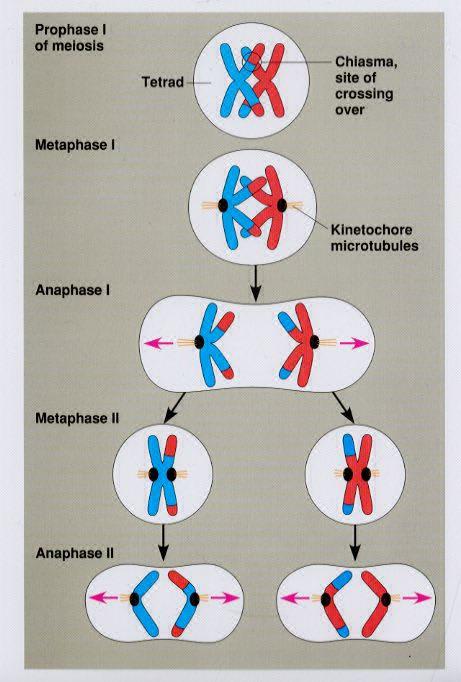 Prophase I
of meiosis
Tetrad
Chiasma,
site of
crossing
over
Metaphase I
Kinetochore
microtubules
Anaphase I
Metaphase II
Anaphase II